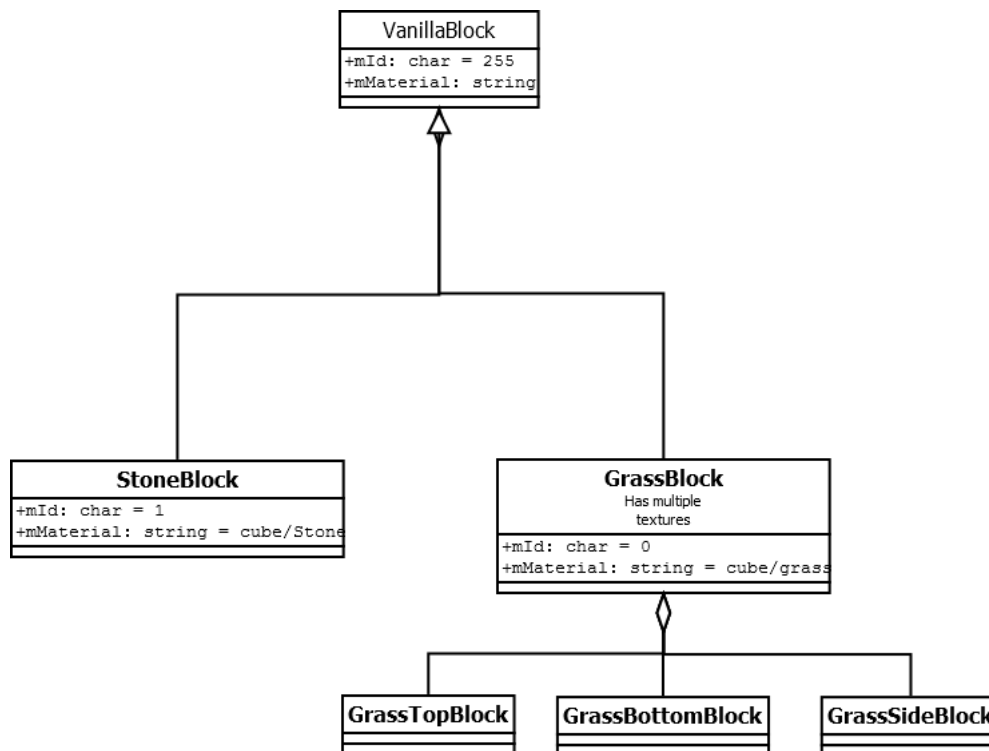 VanillaBlock
+mId: char = 255
+mMaterial: string
StoneBlock
+mId: char = 1
+mMaterial: string = cube/Stone
GrassBlock
Has multiple
textures
+mId: char = 0
+mMaterial: string = cube/grass
GrassTopBlock
GrassBottomBlock
GrassSideBlock